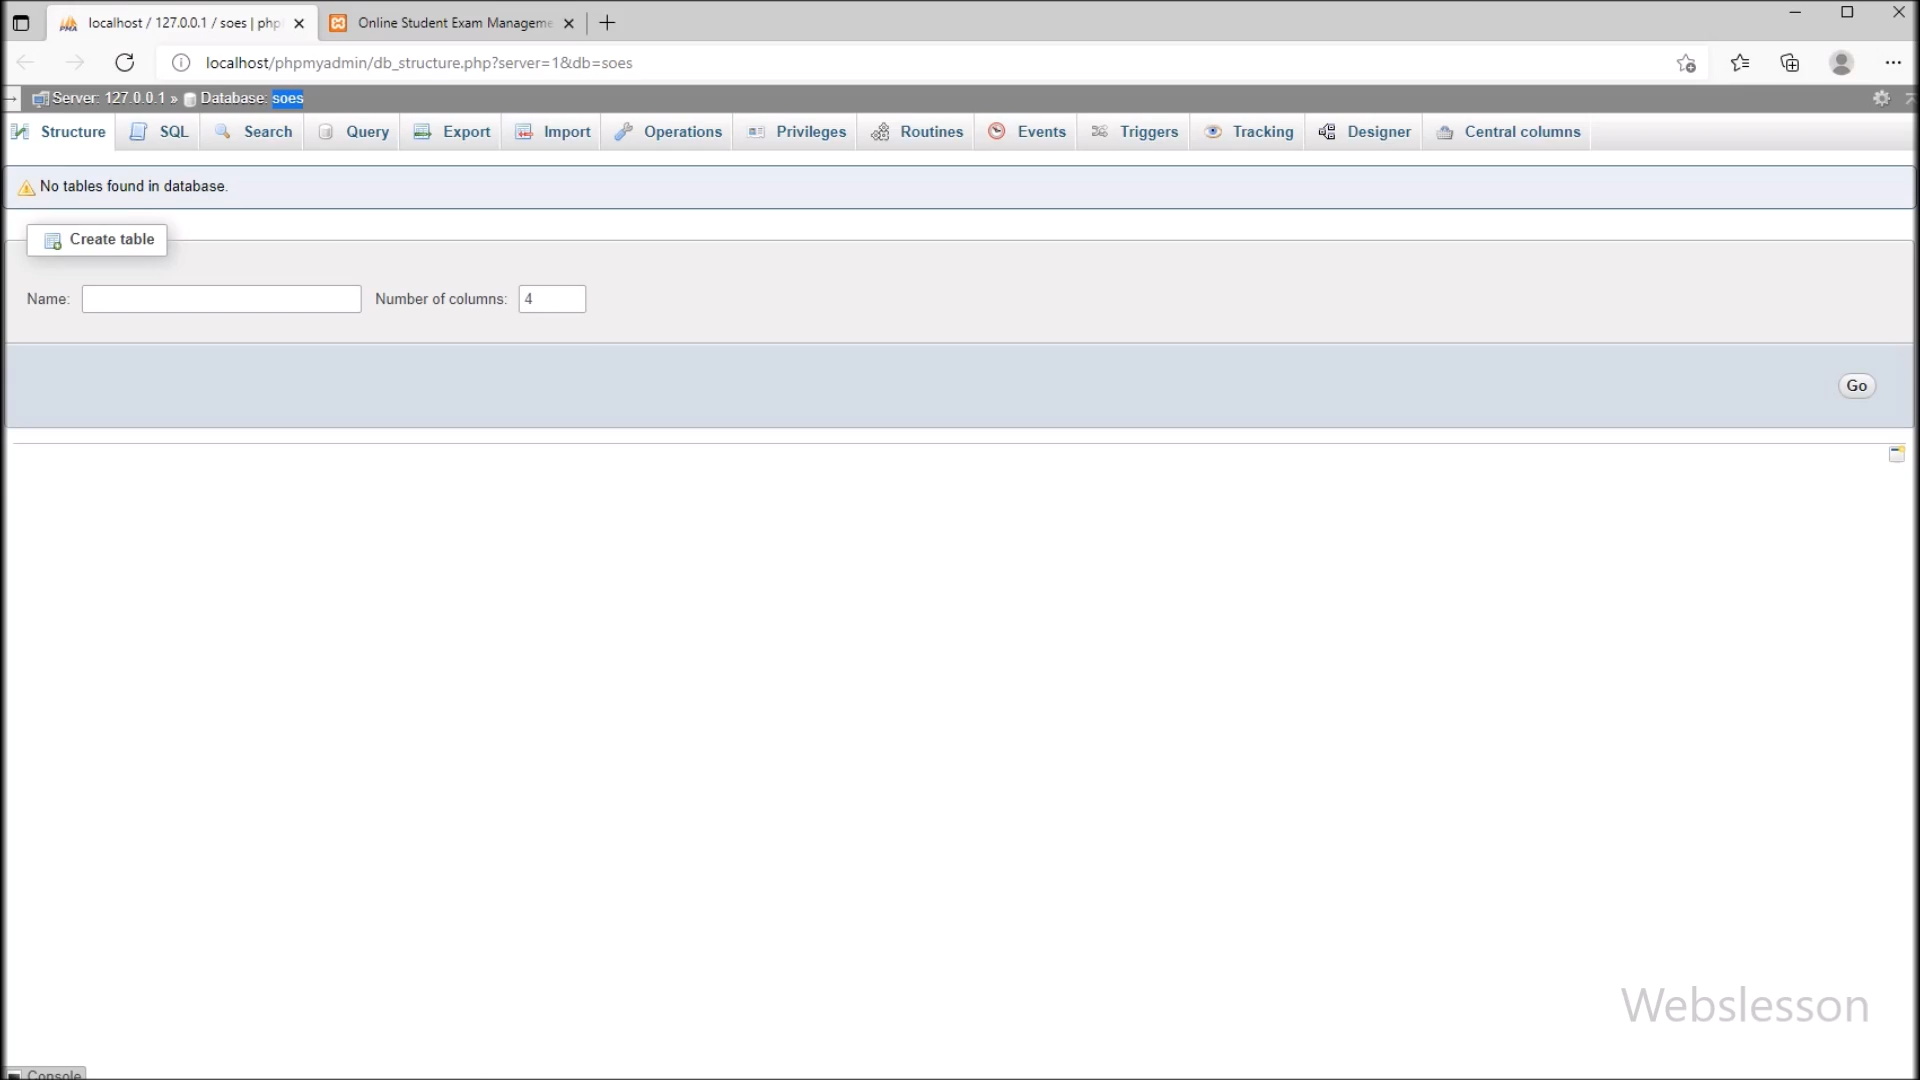 localhost / 127.0.0.1 / soes | php
Online Student Exam Manageme
localhost/phpmyadmin/db_structure.php?server=1&db=soes
Server: 127.0.0.1 » Database: soes
Structure SQL Search Query Export Import Operations Privileges Routines Events Triggers Tracking Designer Central columns
No tables found in database.
Create table
Name: Number of columns: 4
Go
Webslesson
Console